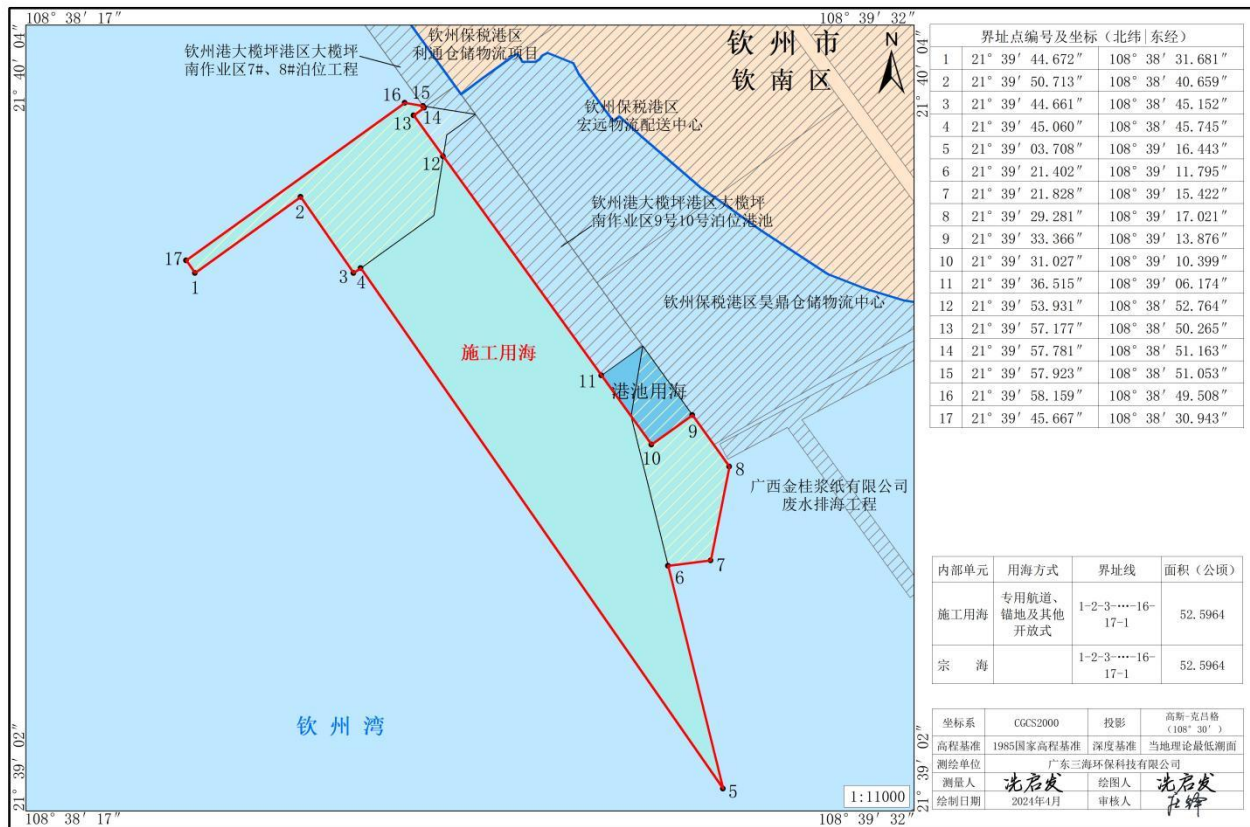 108° 38′ 17″
108° 39′ 32″
21° 40′ 04″
21° 40′ 04″
钦州保税港区
利通仓储物流项目
钦州港大榄坪港区大榄坪
南作业区7#、8#泊位工程
钦州市
钦南区
N
钦州保税港区
宏远物流配送中心
钦州港大榄坪港区大榄坪
南作业区9号10号泊位港池
钦州保税港区昊鼎仓储物流中心
施工用海
港池用海
广西金桂浆纸有限公司
废水排海工程
钦州湾
16
15
14
13
12
2
17
1
3
4
11
9
10
8
7
6
5
1:11000
21° 39′ 02″
21° 39′ 02″
108° 38′ 17″
108° 39′ 32″
界址点编号及坐标（北纬|东经）
1 21° 39′ 44.672″ 108° 38′ 31.681″
2 21° 39′ 50.713″ 108° 38′ 40.659″
3 21° 39′ 44.661″ 108° 38′ 45.152″
4 21° 39′ 45.060″ 108° 38′ 45.745″
5 21° 39′ 03.708″ 108° 39′ 16.443″
6 21° 39′ 21.402″ 108° 39′ 11.795″
7 21° 39′ 21.828″ 108° 39′ 15.422″
8 21° 39′ 29.281″ 108° 39′ 17.021″
9 21° 39′ 33.366″ 108° 39′ 13.876″
10 21° 39′ 31.027″ 108° 39′ 10.399″
11 21° 39′ 36.515″ 108° 39′ 06.174″
12 21° 39′ 53.931″ 108° 38′ 52.764″
13 21° 39′ 57.177″ 108° 38′ 50.265″
14 21° 39′ 57.781″ 108° 38′ 51.163″
15 21° 39′ 57.923″ 108° 38′ 51.053″
16 21° 39′ 58.159″ 108° 38′ 49.508″
17 21° 39′ 45.667″ 108° 38′ 30.943″
内部单元 用海方式 界址线 面积（公顷）
施工用海 专用航道、锚地及其他开放式 1-2-3-…-16-17-1 52.5964
宗 海 1-2-3-…-16-17-1 52.5964
坐标系 CGCS2000 投影 高斯-克吕格（108° 30′）
高程基准 1985国家高程基准 深度基准 当地理论最低潮面
测绘单位 广东三海环保科技有限公司
测量人 冼启发 绘图人 冼启发
绘制日期 2024年4月 审核人